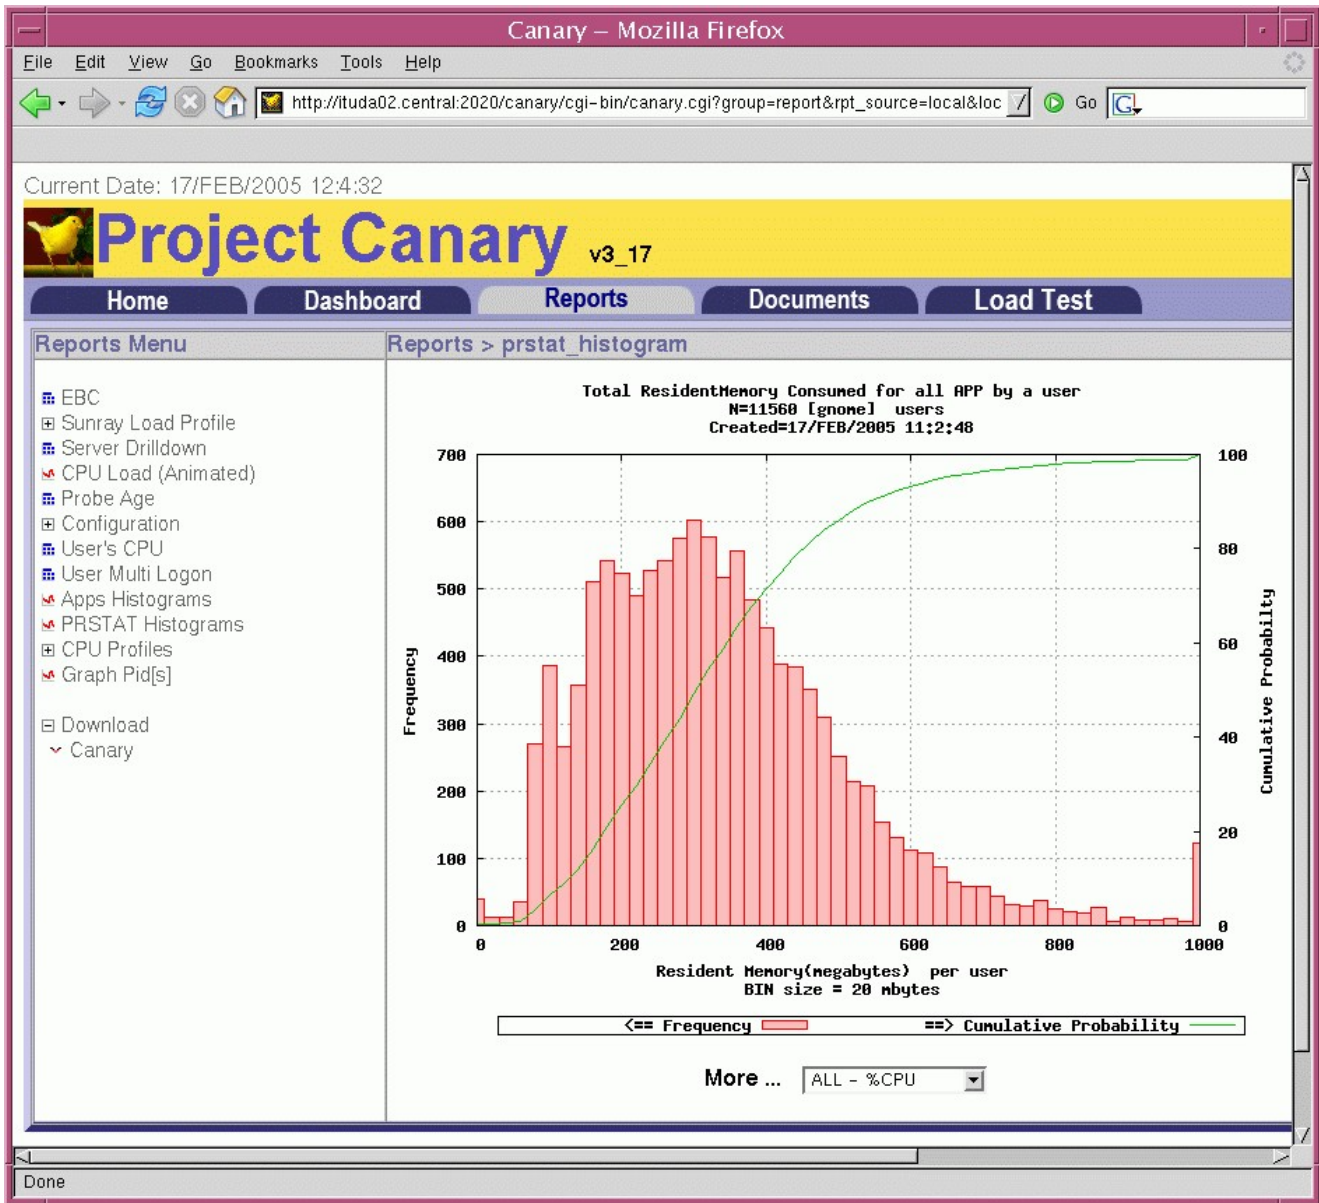 Canary – Mozilla Firefox
File Edit View Go Bookmarks Tools Help
http://ituda02.central:2020/canary/cgi-bin/canary.cgi?group=report&rpt_source=local&loc Go G
Current Date: 17/FEB/2005 12:4:32
Project Canary v3_17
Home Dashboard Reports Documents Load Test
Reports Menu
EBC
Sunray Load Profile
Server Drilldown
CPU Load (Animated)
Probe Age
Configuration
User's CPU
User Multi Logon
Apps Histograms
PRSTAT Histograms
CPU Profiles
Graph Pid[s]
Download
Canary
Reports > prstat_histogram
Total ResidentMemory Consumed for all APP by a user
N=11560 [gnome] users
Created=17/FEB/2005 11:2:48
700
600
500
400
300
200
100
0
Frequency
100
80
60
40
20
0
Cumulative Probabilty
0 200 400 600 800 1000
Resident Memory(megabytes) per user
BIN size = 20 mbytes
<== Frequency ==> Cumulative Probability
More ... ALL - %CPU
Done